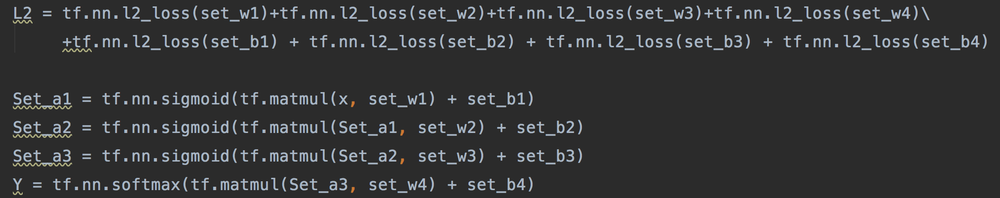 L2 = tf.nn.l2_loss(set_w1)+tf.nn.l2_loss(set_w2)+tf.nn.l2_loss(set_w3)+tf.nn.l2_loss(set_w4)\
+tf.nn.l2_loss(set_b1) + tf.nn.l2_loss(set_b2) + tf.nn.l2_loss(set_b3) + tf.nn.l2_loss(set_b4)
Set_a1 = tf.nn.sigmoid(tf.matmul(x, set_w1) + set_b1)
Set_a2 = tf.nn.sigmoid(tf.matmul(Set_a1, set_w2) + set_b2)
Set_a3 = tf.nn.sigmoid(tf.matmul(Set_a2, set_w3) + set_b3)
Y = tf.nn.softmax(tf.matmul(Set_a3, set_w4) + set_b4)